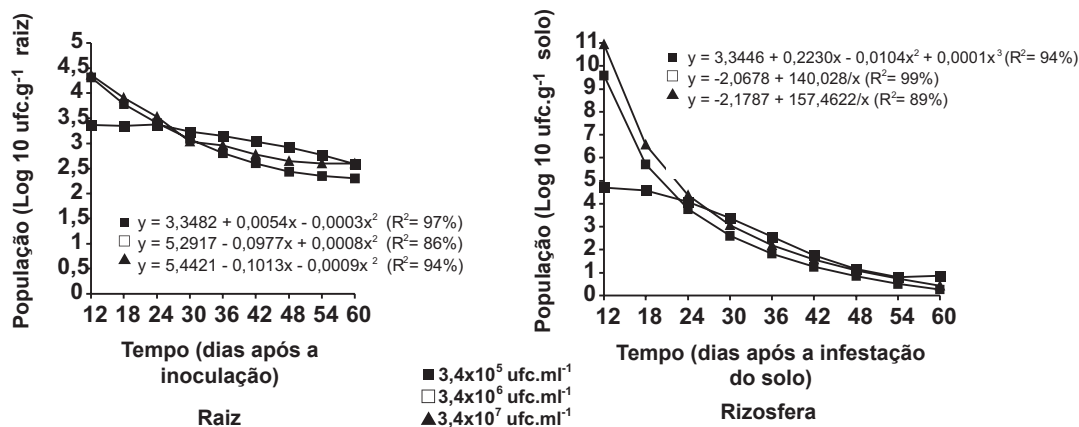 População (Log 10 ufc.g⁻¹ raiz)
5
4,5
4
3,5
3
2,5
2
1,5
1
0,5
0
y = 3,3482 + 0,0054x - 0,0003x² (R²= 97%)
y = 5,2917 - 0,0977x + 0,0008x² (R²= 86%)
y = 5,4421 - 0,1013x - 0,0009x² (R²= 94%)
12 18 24 30 36 42 48 54 60
Tempo (dias após a
inoculação)
Raiz
População (Log 10 ufc.g⁻¹ solo)
11
10
9
8
7
6
5
4
3
2
1
0
y = 3,3446 + 0,2230x - 0,0104x² + 0,0001x³ (R²= 94%)
y = -2,0678 + 140,028/x (R²= 99%)
y = -2,1787 + 157,4622/x (R²= 89%)
12 18 24 30 36 42 48 54 60
Tempo (dias após a infestação
do solo)
Rizosfera
3,4x10⁵ ufc.ml⁻¹
3,4x10⁶ ufc.ml⁻¹
3,4x10⁷ ufc.ml⁻¹